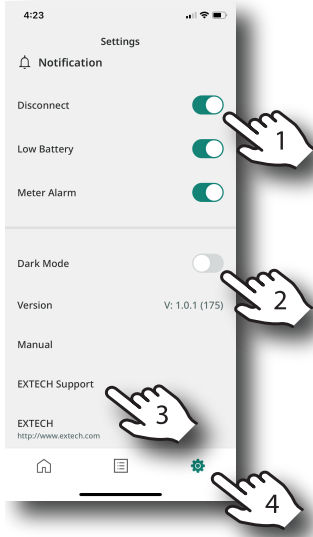 4:23
Settings
Notification
Disconnect
1
Low Battery
Meter Alarm
Dark Mode
2
Version V: 1.0.1 (175)
Manual
EXTECH Support
3
EXTECH
http://www.extech.com
4